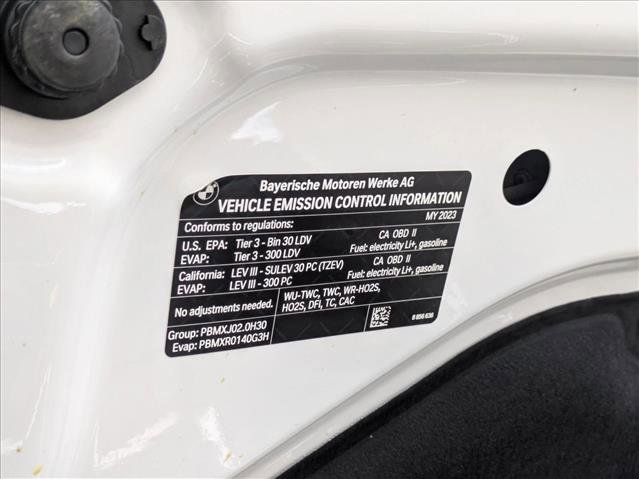 Bayerische Motoren Werke AG
VEHICLE EMISSION CONTROL INFORMATION
Conforms to regulations: MY 2023
U.S. EPA: Tier 3 - Bin 30 LDV CA OBD II
EVAP: Tier 3 - 300 LDV Fuel: electricity Li+, gasoline
California: LEV III - SULEV 30 PC (TZEV) CA OBD II
EVAP: LEV III - 300 PC Fuel: electricity Li+, gasoline
No adjustments needed. WU-TWC, TWC, WR-HO2S,
HO2S, DFI, TC, CAC
Group: PBMXJ02.0H30
Evap: PBMXR0140G3H
8 856 638